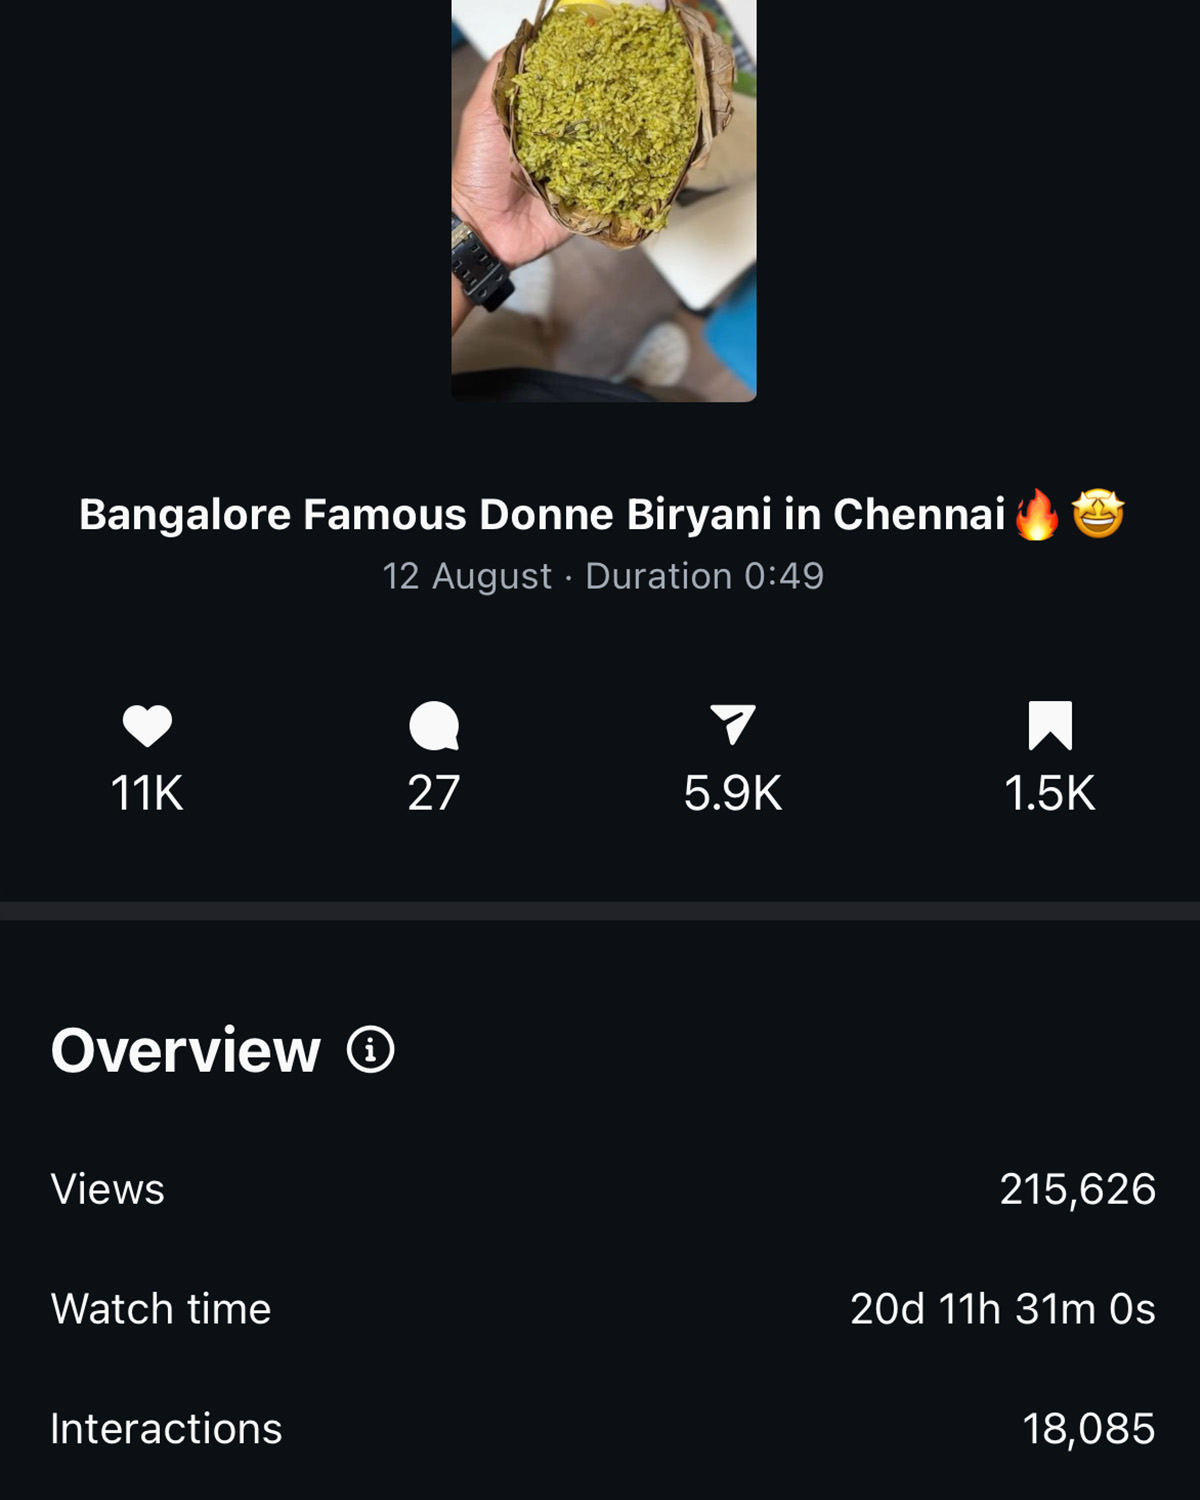 Bangalore Famous Donne Biryani in Chennai🔥 🤩
12 August · Duration 0:49
11K
27
5.9K
1.5K
Overview
Views
215,626
Watch time
20d 11h 31m 0s
Interactions
18,085